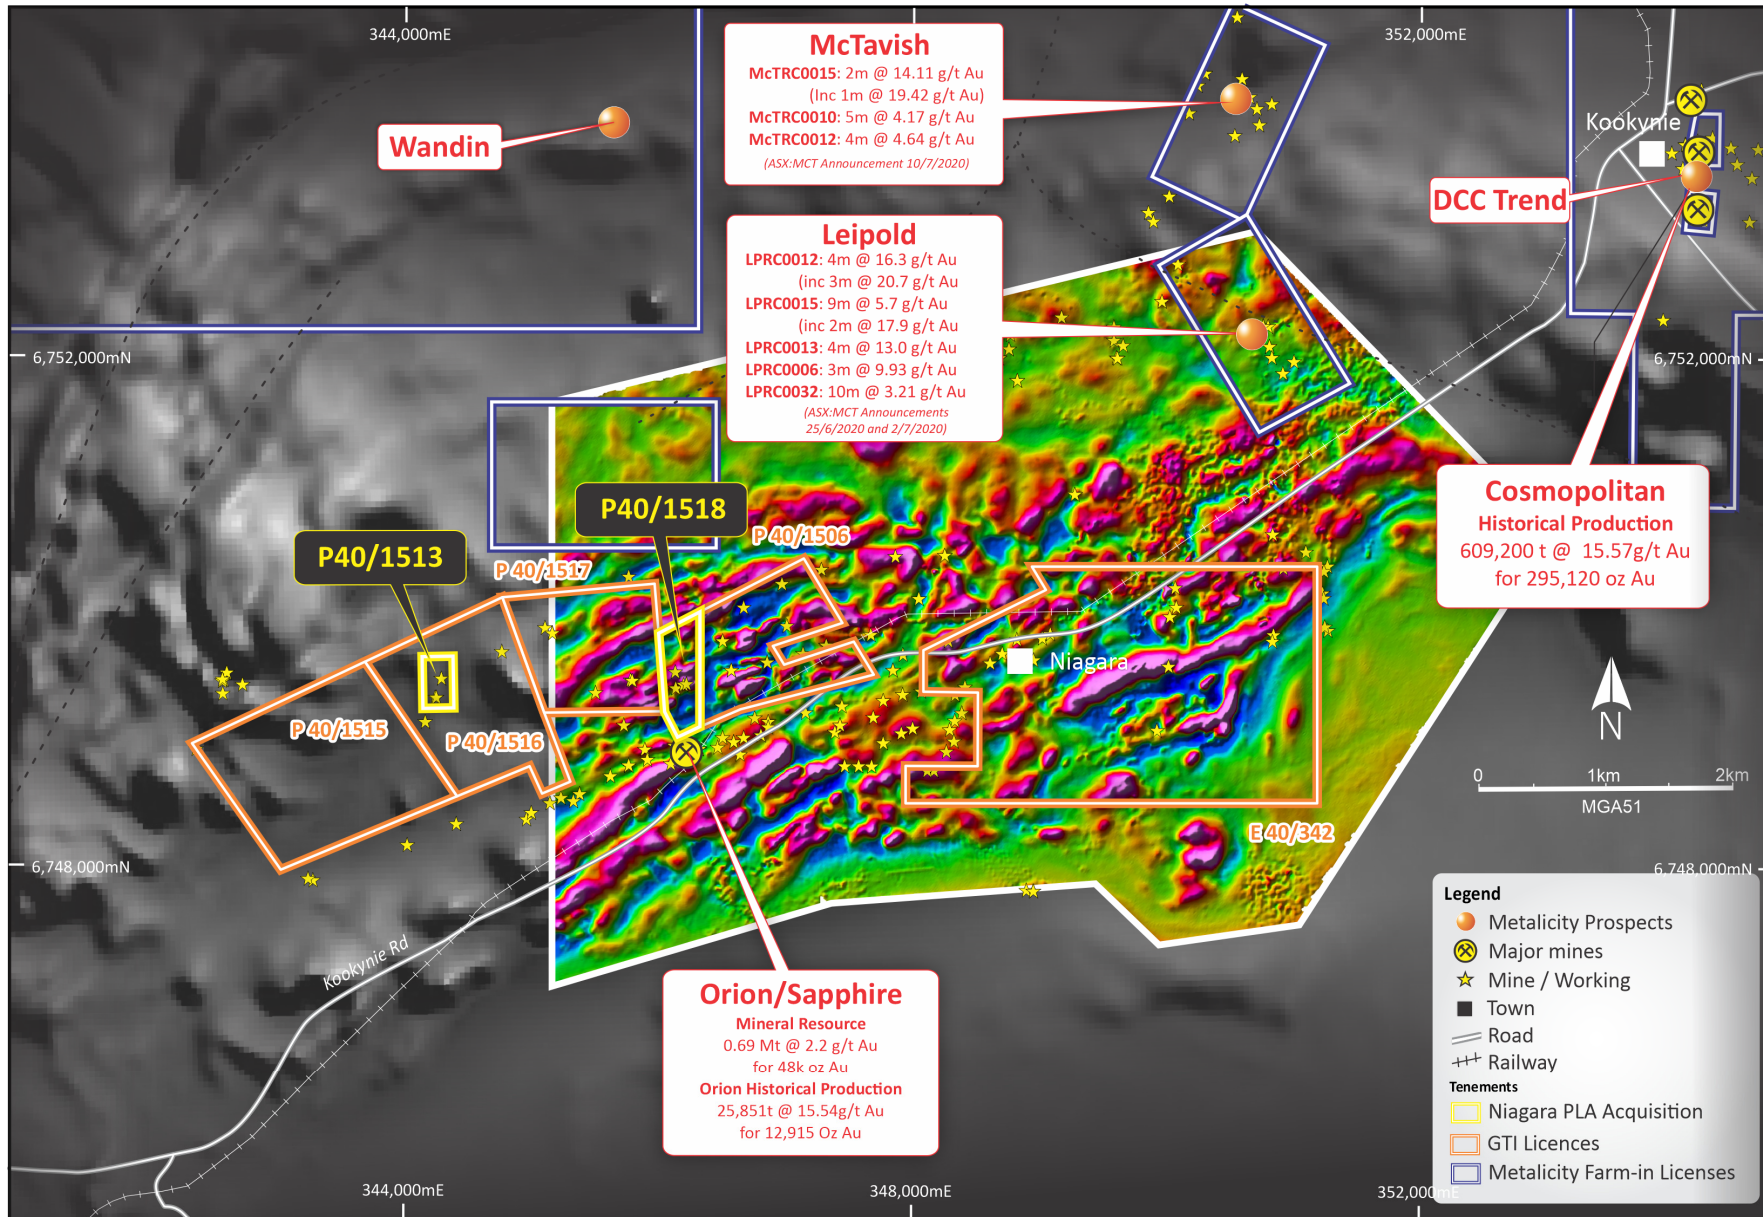 344,000mE
352,000mE
McTavish
McTRC0015: 2m @ 14.11 g/t Au
(Inc 1m @ 19.42 g/t Au)
McTRC0010: 5m @ 4.17 g/t Au
McTRC0012: 4m @ 4.64 g/t Au
(ASX:MCT Announcement 10/7/2020)
Wandin
Kookynie
DCC Trend
Leipold
LPRC0012: 4m @ 16.3 g/t Au
(inc 3m @ 20.7 g/t Au
LPRC0015: 9m @ 5.7 g/t Au
(inc 2m @ 17.9 g/t Au
LPRC0013: 4m @ 13.0 g/t Au
LPRC0006: 3m @ 9.93 g/t Au
LPRC0032: 10m @ 3.21 g/t Au
(ASX:MCT Announcements
25/6/2020 and 2/7/2020)
6,752,000mN
6,752,000mN
Cosmopolitan
Historical Production
609,200 t @ 15.57g/t Au
for 295,120 oz Au
P40/1518
P40/1513
P 40/1506
P 40/1517
Niagara
P 40/1515
P 40/1516
N
0 1km 2km
MGA51
E 40/342
6,748,000mN
6,748,000mN
Kookynie Rd
Orion/Sapphire
Mineral Resource
0.69 Mt @ 2.2 g/t Au
for 48k oz Au
Orion Historical Production
25,851t @ 15.54g/t Au
for 12,915 Oz Au
Legend
Metalicity Prospects
Major mines
Mine / Working
Town
Road
Railway
Tenements
Niagara PLA Acquisition
GTI Licences
Metalicity Farm-in Licenses
344,000mE
348,000mE
352,000mE